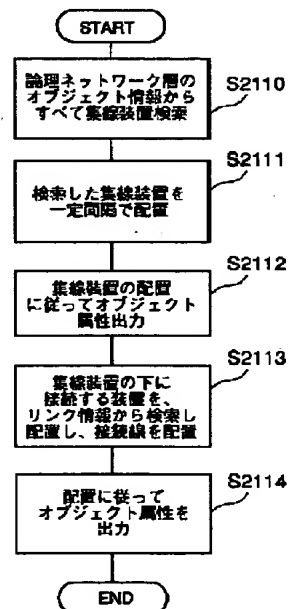 START
論理ネットワーク層の
オブジェクト情報から
すべて集線装置検索
S2110
検索した集線装置を
一定間隔で配置
S2111
集線装置の配置
に従ってオブジェクト
属性出力
S2112
集線装置の下に
接続する装置を、
リンク情報から検索し
配置し、接続線を配置
S2113
配置に従って
オブジェクト属性を
出力
S2114
END